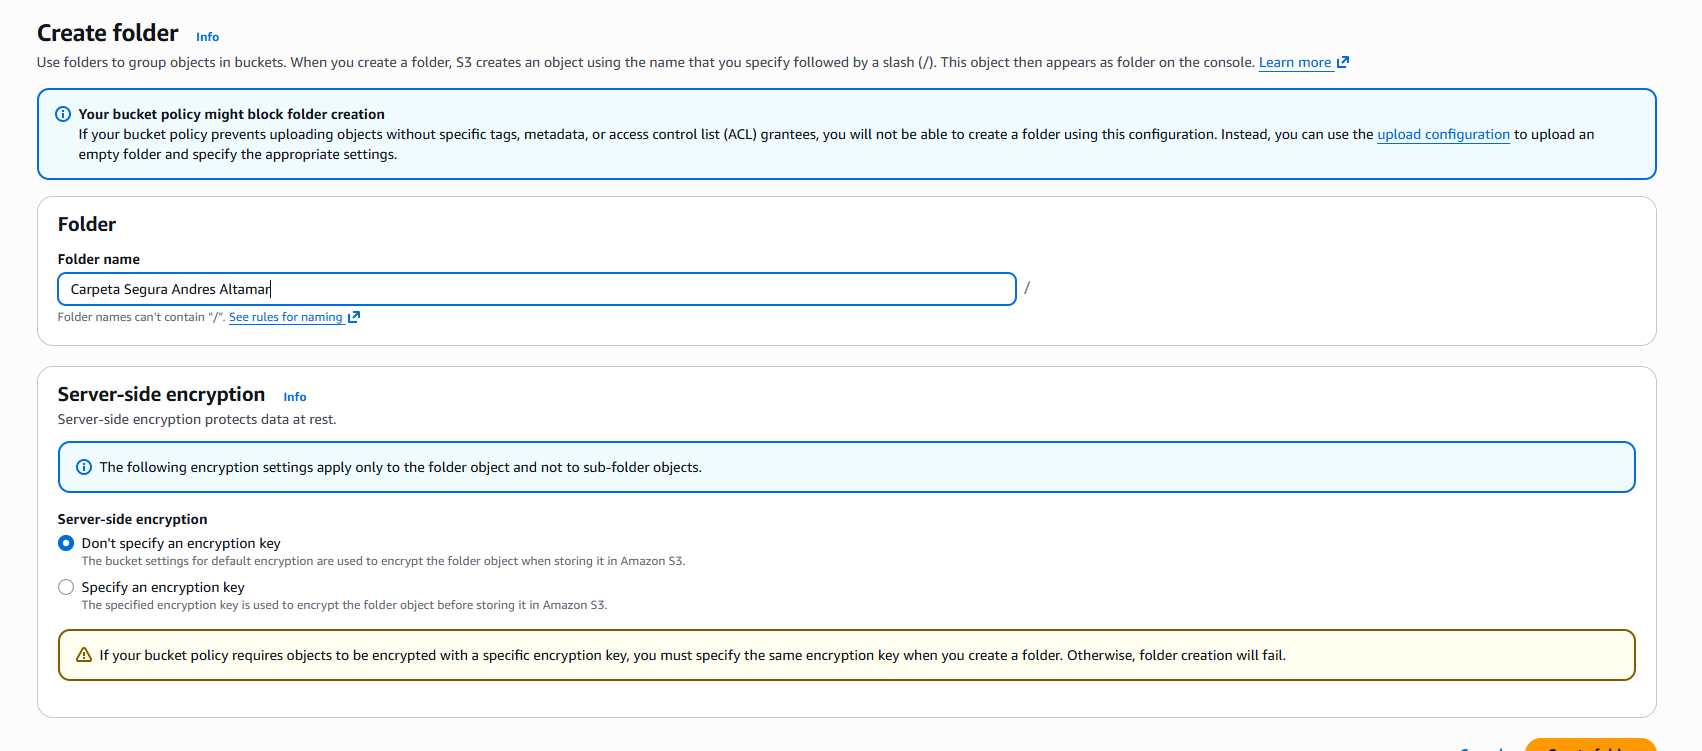 Create folder Info
Use folders to group objects in buckets. When you create a folder, S3 creates an object using the name that you specify followed by a slash (/). This object then appears as folder on the console. Learn more
Your bucket policy might block folder creation
If your bucket policy prevents uploading objects without specific tags, metadata, or access control list (ACL) grantees, you will not be able to create a folder using this configuration. Instead, you can use the upload configuration to upload an
empty folder and specify the appropriate settings.
Folder
Folder name
Carpeta Segura Andres Altamar
/
Folder names can't contain "/". See rules for naming
Server-side encryption Info
Server-side encryption protects data at rest.
The following encryption settings apply only to the folder object and not to sub-folder objects.
Server-side encryption
Don't specify an encryption key
The bucket settings for default encryption are used to encrypt the folder object when storing it in Amazon S3.
Specify an encryption key
The specified encryption key is used to encrypt the folder object before storing it in Amazon S3.
If your bucket policy requires objects to be encrypted with a specific encryption key, you must specify the same encryption key when you create a folder. Otherwise, folder creation will fail.